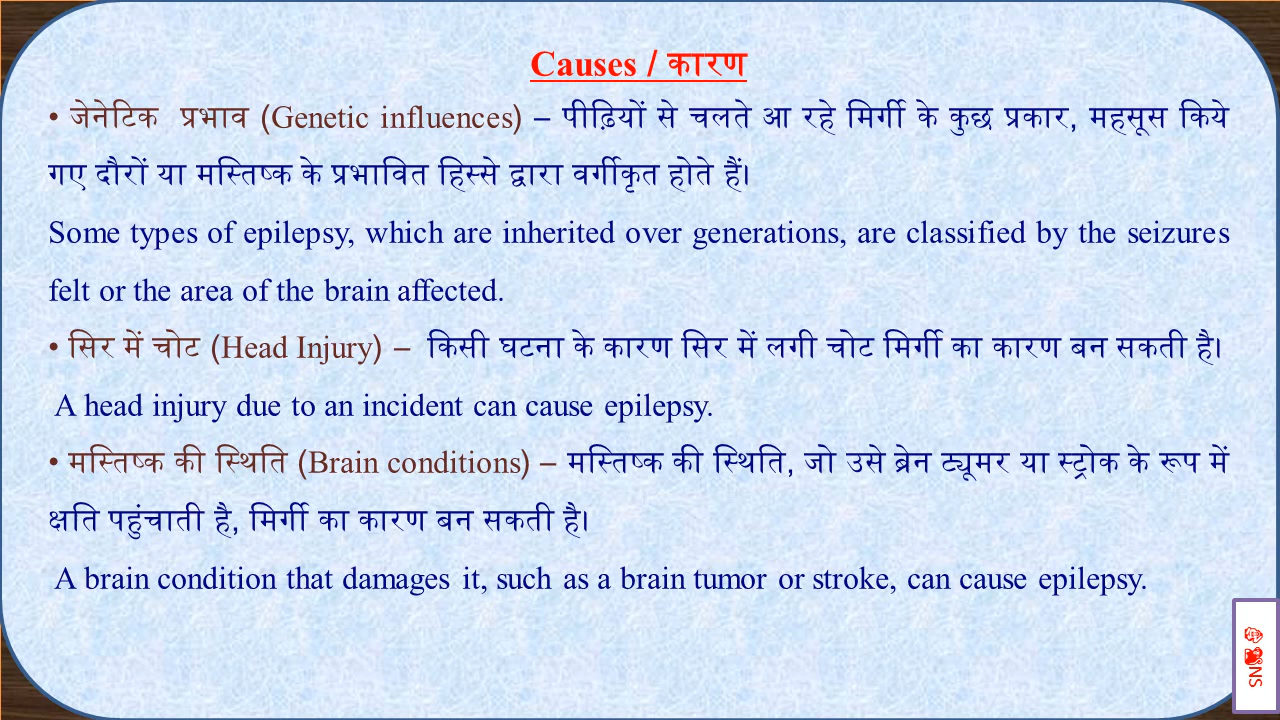 Causes / कारण
• जेनेटिक प्रभाव (Genetic influences) – पीढ़ियों से चलते आ रहे मिर्गी के कुछ प्रकार, महसूस किये
गए दौरों या मस्तिष्क के प्रभावित हिस्से द्वारा वर्गीकृत होते हैं।
Some types of epilepsy, which are inherited over generations, are classified by the seizures
felt or the area of the brain affected.
• सिर में चोट (Head Injury) – किसी घटना के कारण सिर में लगी चोट मिर्गी का कारण बन सकती है।
A head injury due to an incident can cause epilepsy.
• मस्तिष्क की स्थिति (Brain conditions) – मस्तिष्क की स्थिति, जो उसे ब्रेन ट्यूमर या स्ट्रोक के रूप में
क्षति पहुंचाती है, मिर्गी का कारण बन सकती है।
A brain condition that damages it, such as a brain tumor or stroke, can cause epilepsy.
NS